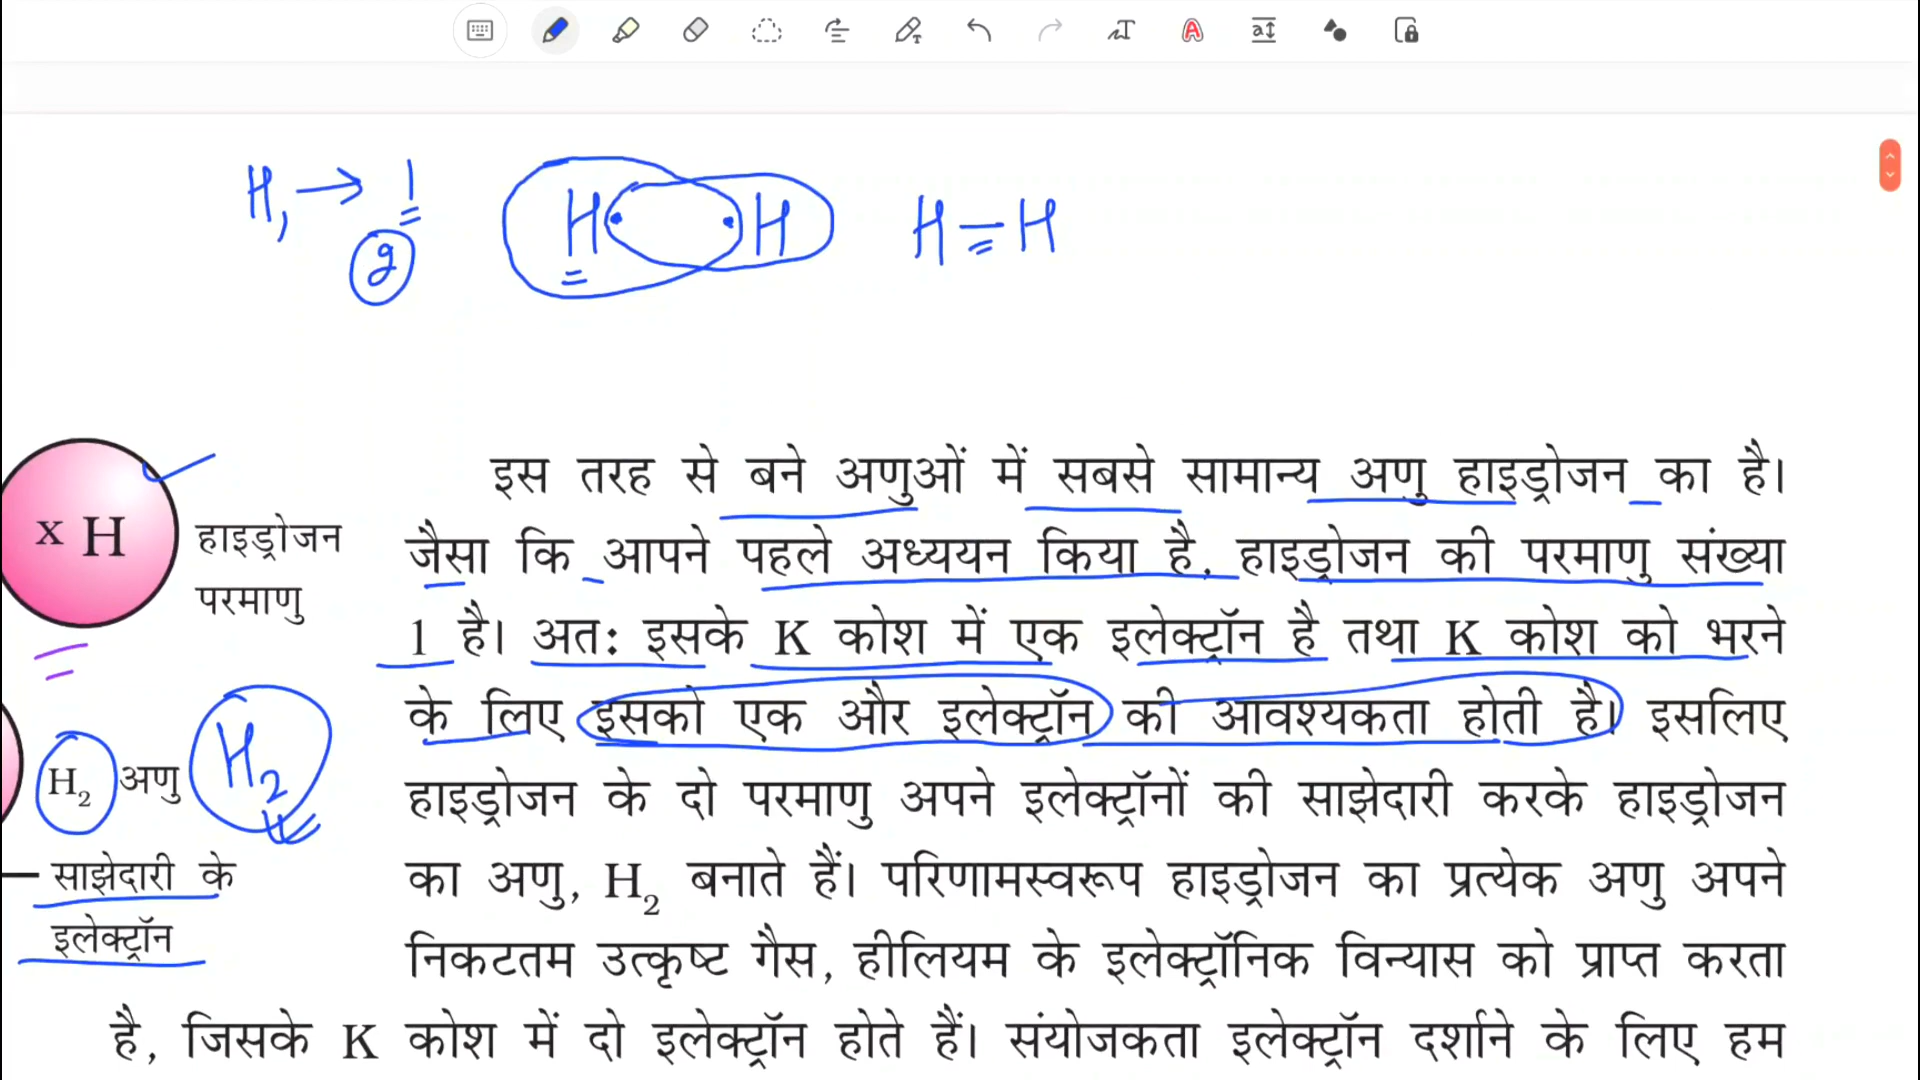 H, → 1
2
H H
H − H
इस तरह से बने अणुओं में सबसे सामान्य अणु हाइड्रोजन का है।
जैसा कि आपने पहले अध्ययन किया है, हाइड्रोजन की परमाणु संख्या
1 है। अतः इसके K कोश में एक इलेक्ट्रॉन है तथा K कोश को भरने
के लिए इसको एक और इलेक्ट्रॉन की आवश्यकता होती है। इसलिए
हाइड्रोजन के दो परमाणु अपने इलेक्ट्रॉनों की साझेदारी करके हाइड्रोजन
का अणु, H₂ बनाते हैं। परिणामस्वरूप हाइड्रोजन का प्रत्येक अणु अपने
निकटतम उत्कृष्ट गैस, हीलियम के इलेक्ट्रॉनिक विन्यास को प्राप्त करता
है, जिसके K कोश में दो इलेक्ट्रॉन होते हैं। संयोजकता इलेक्ट्रॉन दर्शाने के लिए हम
x H
हाइड्रोजन
परमाणु
H₂ अणु
H₂
साझेदारी के
इलेक्ट्रॉन